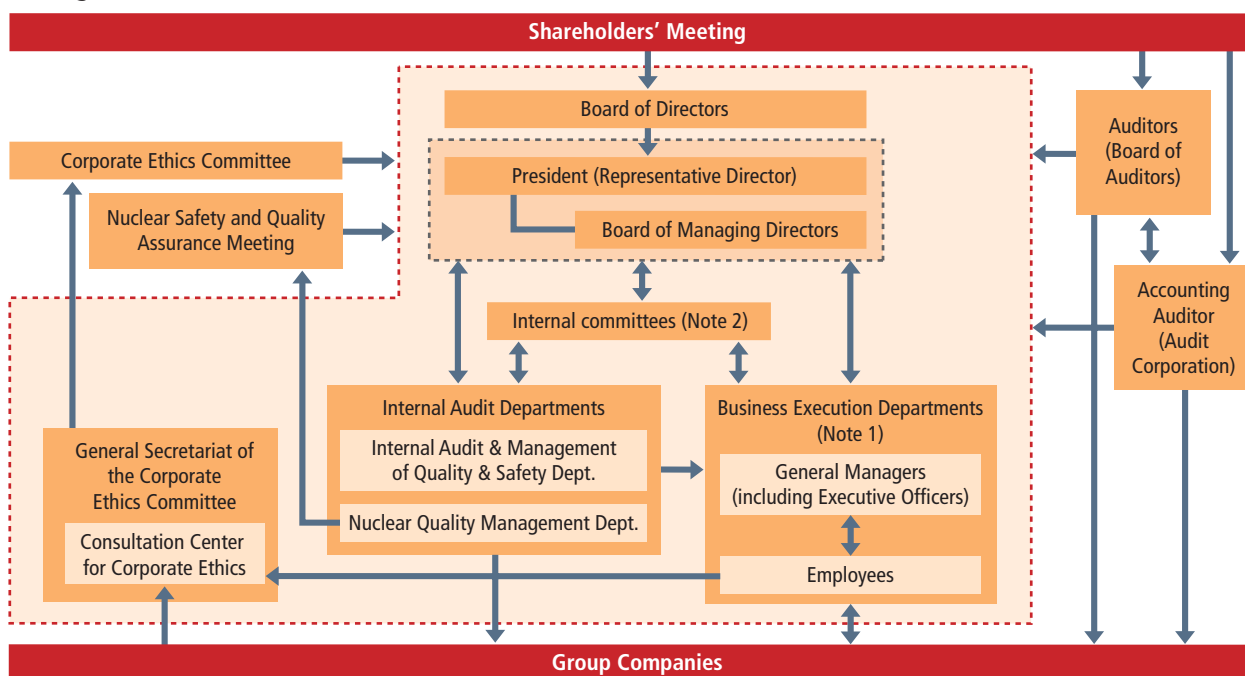 Shareholders' Meeting
Board of Directors
President (Representative Director)
Board of Managing Directors
Corporate Ethics Committee
Nuclear Safety and Quality
Assurance Meeting
Auditors
(Board of
Auditors)
Accounting
Auditor
(Audit
Corporation)
Internal committees (Note 2)
Internal Audit Departments
Internal Audit & Management
of Quality & Safety Dept.
Nuclear Quality Management Dept.
Business Execution Departments
(Note 1)
General Managers
(including Executive Officers)
Employees
General Secretariat of
the Corporate
Ethics Committee
Consultation Center
for Corporate Ethics
Group Companies